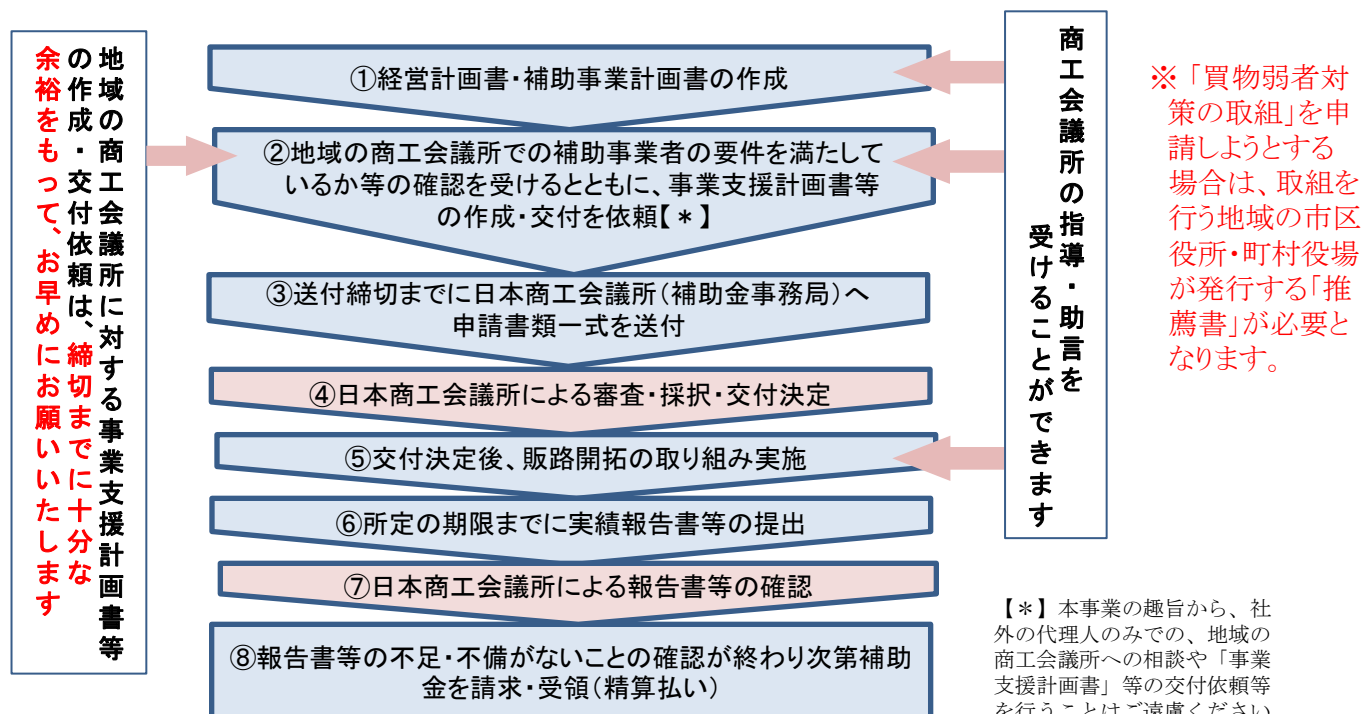 地域の商工会議所に対する事業支援計画書等
の作成・交付依頼は、締切までに十分な
余裕をもって、お早めにお願いいたします
①経営計画書・補助事業計画書の作成
②地域の商工会議所での補助事業者の要件を満たして
いるか等の確認を受けるとともに、事業支援計画書等
の作成・交付を依頼【*】
③送付締切までに日本商工会議所(補助金事務局)へ
申請書類一式を送付
④日本商工会議所による審査・採択・交付決定
⑤交付決定後、販路開拓の取り組み実施
⑥所定の期限までに実績報告書等の提出
⑦日本商工会議所による報告書等の確認
⑧報告書等の不足・不備がないことの確認が終わり次第補助
金を請求・受領(精算払い)
商工会議所の指導・助言を
受けることができます
※「買物弱者対
策の取組」を申
請しようとする
場合は、取組を
行う地域の市区
役所・町村役場
が発行する「推
薦書」が必要と
なります。
【*】本事業の趣旨から、社
外の代理人のみでの、地域の
商工会議所への相談や「事業
支援計画書」等の交付依頼等
を行うことはご遠慮ください